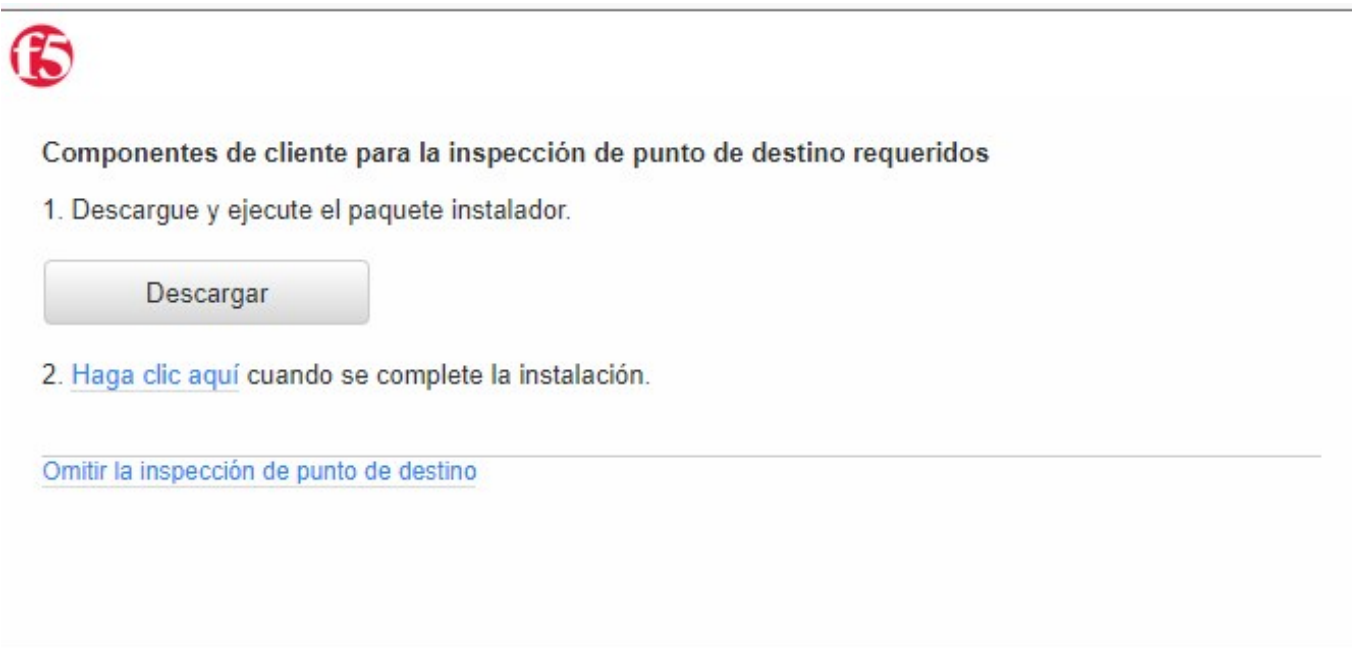 f5
Componentes de cliente para la inspección de punto de destino requeridos
1. Descargue y ejecute el paquete instalador.
Descargar
2. Haga clic aquí cuando se complete la instalación.
Omitir la inspección de punto de destino